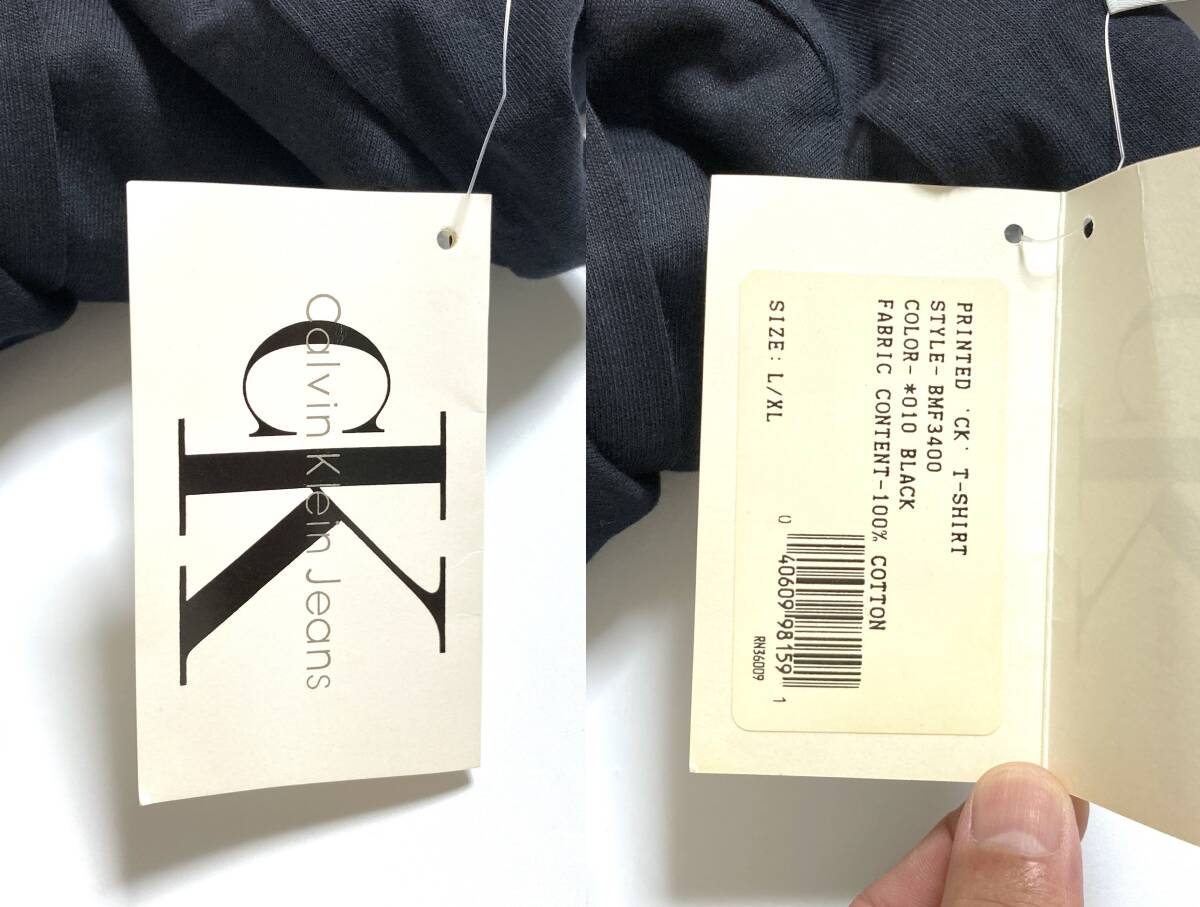 CK
Calvin Klein Jeans
PRINTED 'CK' T-SHIRT
STYLE-BMF3400
COLOR-*010 BLACK
FABRIC CONTENT-100% COTTON
SIZE: L/XL
0 40609 98159 1
RN36009